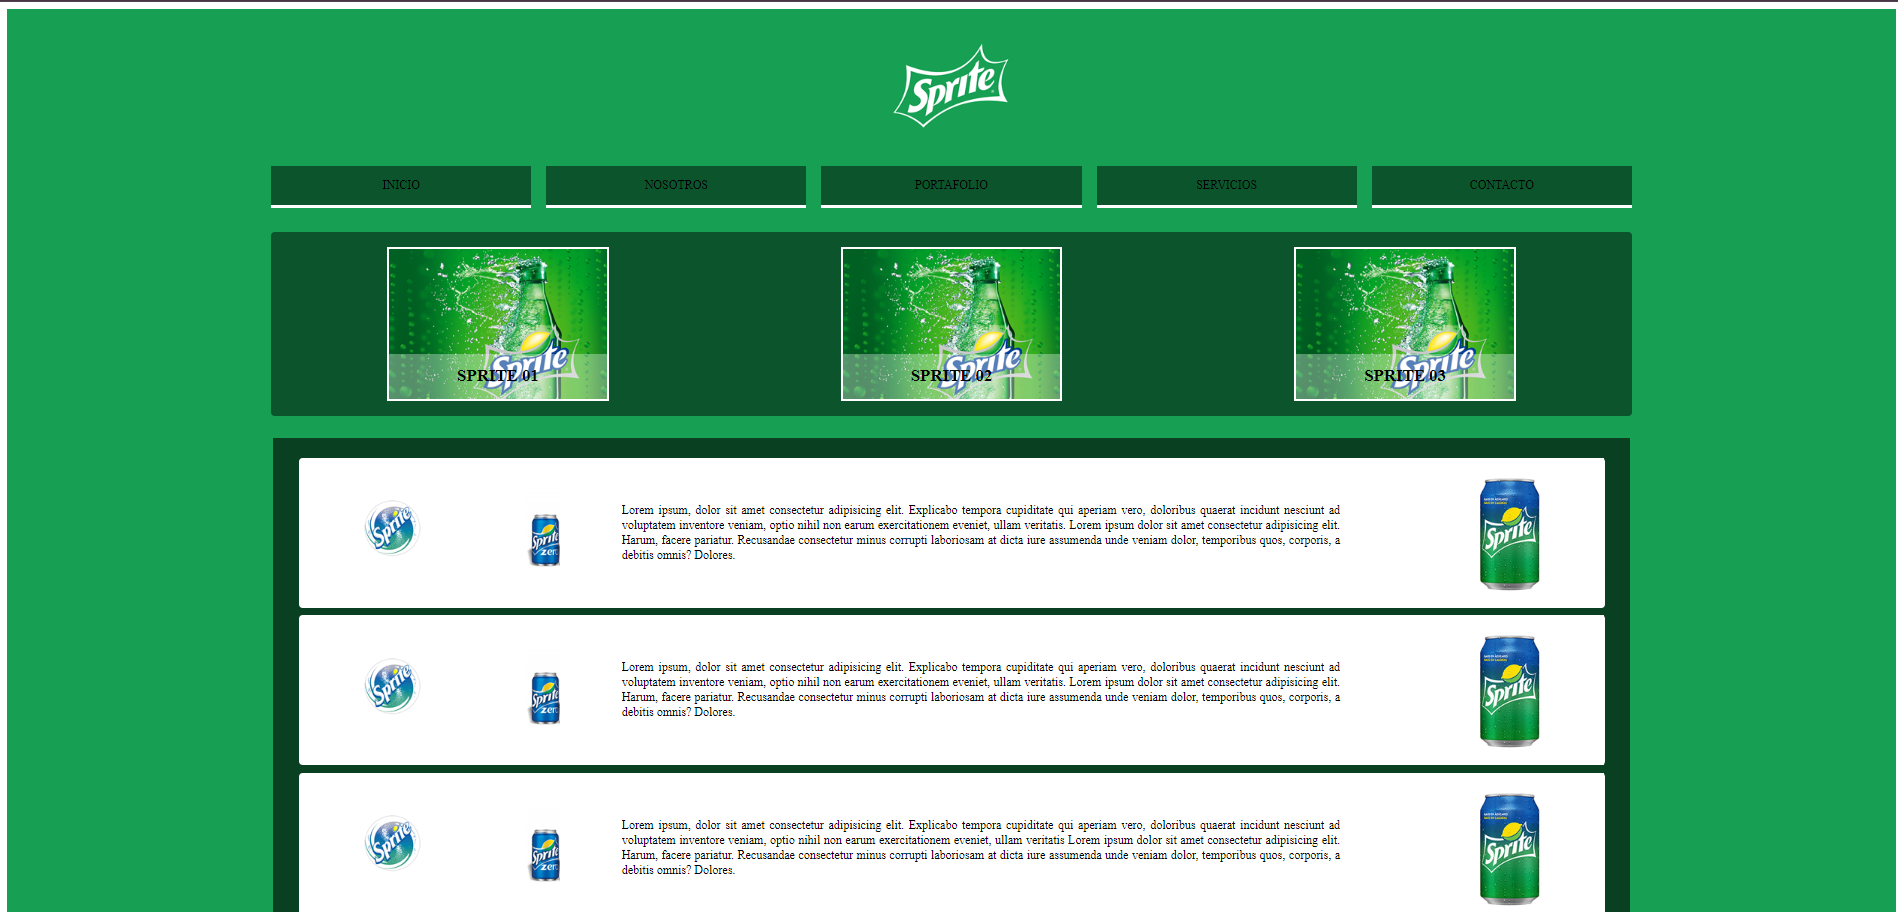 Sprite
INICIO NOSOTROS PORTAFOLIO SERVICIOS CONTACTO
Sprite Sprite Sprite
SPRITE 01 SPRITE 02 SPRITE 03
Lorem ipsum, dolor sit amet consectetur adipisicing elit. Explicabo tempora cupiditate qui aperiam vero, doloribus quaerat incidunt nesciunt ad
voluptatem inventore veniam, optio nihil non earum exercitationem eveniet, ullam veritatis. Lorem ipsum dolor sit amet consectetur adipisicing elit.
Harum, facere pariatur. Recusandae consectetur minus corrupti laboriosam at dicta iure assumenda unde veniam dolor, temporibus quos, corporis, a
debitis omnis? Dolores.
Sprite
Sprite
zero
Sprite
Lorem ipsum, dolor sit amet consectetur adipisicing elit. Explicabo tempora cupiditate qui aperiam vero, doloribus quaerat incidunt nesciunt ad
voluptatem inventore veniam, optio nihil non earum exercitationem eveniet, ullam veritatis. Lorem ipsum dolor sit amet consectetur adipisicing elit.
Harum, facere pariatur. Recusandae consectetur minus corrupti laboriosam at dicta iure assumenda unde veniam dolor, temporibus quos, corporis, a
debitis omnis? Dolores.
Sprite
Sprite
zero
Sprite
Lorem ipsum, dolor sit amet consectetur adipisicing elit. Explicabo tempora cupiditate qui aperiam vero, doloribus quaerat incidunt nesciunt ad
voluptatem inventore veniam, optio nihil non earum exercitationem eveniet, ullam veritatis Lorem ipsum dolor sit amet consectetur adipisicing elit.
Harum, facere pariatur. Recusandae consectetur minus corrupti laboriosam at dicta iure assumenda unde veniam dolor, temporibus quos, corporis, a
debitis omnis? Dolores.
Sprite
Sprite
zero
Sprite